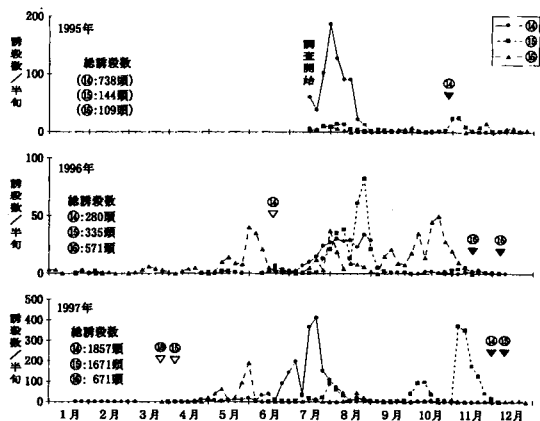 200
1995年
総誘殺数
(⑭:738頭)
(⑮:144頭)
(⑯:109頭)
調査開始
⑭
⑭
⑮
⑯
誘殺数/半旬
100
0
100
1996年
総誘殺数
⑭:280頭
⑮:335頭
⑯:571頭
⑭
⑮
⑯
誘殺数/半旬
50
0
500
1997年
総誘殺数
⑭:1857頭
⑮:1671頭
⑯: 671頭
⑮
⑭
⑮
誘殺数/半旬
400
300
200
100
0
1月 2月 3月 4月 5月 6月 7月 8月 9月 10月 11月 12月